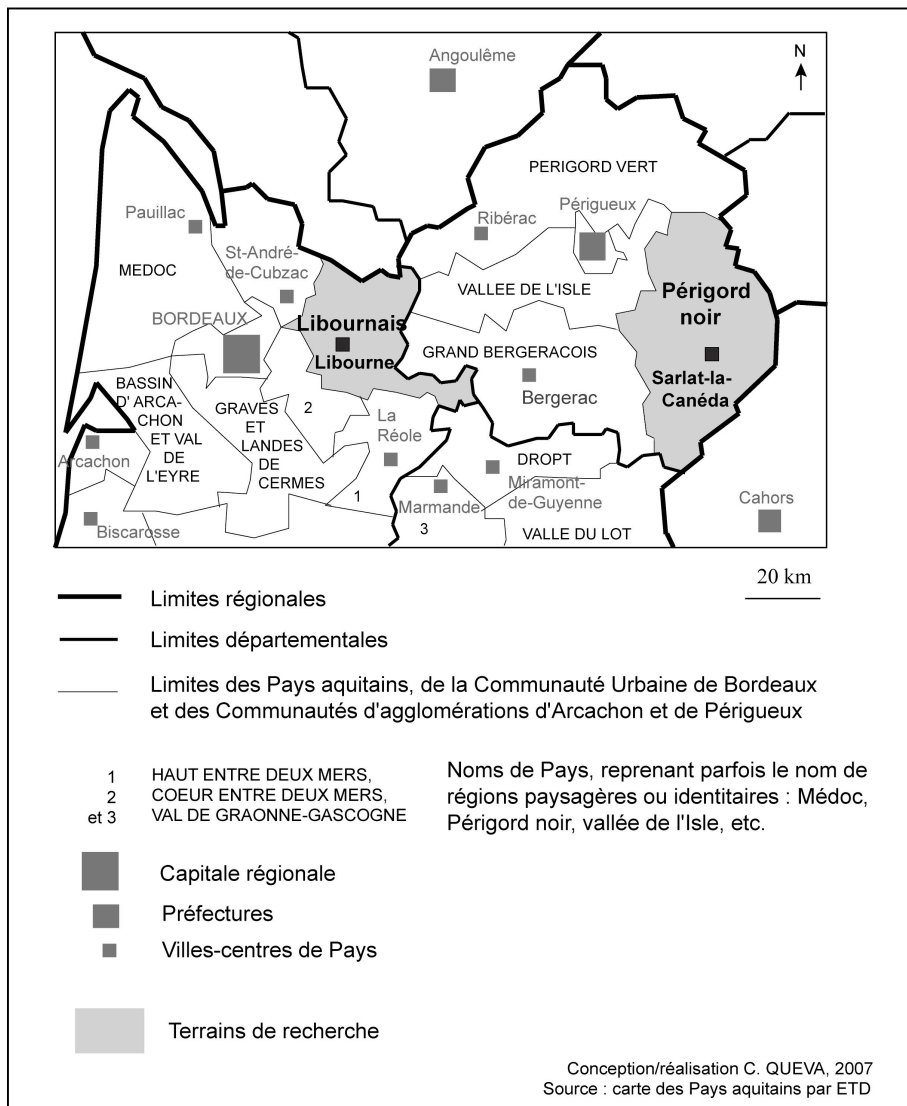 Angoulême
N
PERIGORD VERT
Pauillac
Ribérac
Périgueux
St-André-
de-Cubzac
MEDOC
VALLEE DE L'ISLE
Périgord
noir
BORDEAUX
Libournais
Libourne
GRAND BERGERACOIS
Sarlat-la-
Canéda
Bergerac
BASSIN
D' ARCA-
CHON
ET VAL
DE
L'EYRE
GRAVES
ET
LANDES
DE
CERMES
2
La
Réole
Arcachon
DROPT
Miramont-
de-Guyenne
Marmande
1
3
Cahors
Biscarosse
VALLE DU LOT
20 km
Limites régionales
Limites départementales
Limites des Pays aquitains, de la Communauté Urbaine de Bordeaux
et des Communautés d'agglomérations d'Arcachon et de Périgueux
1 HAUT ENTRE DEUX MERS,
2 COEUR ENTRE DEUX MERS,
et 3 VAL DE GRAONNE-GASCOGNE
Noms de Pays, reprenant parfois le nom de
régions paysagères ou identitaires : Médoc,
Périgord noir, vallée de l'Isle, etc.
Capitale régionale
Préfectures
Villes-centres de Pays
Terrains de recherche
Conception/réalisation C. QUEVA, 2007
Source : carte des Pays aquitains par ETD